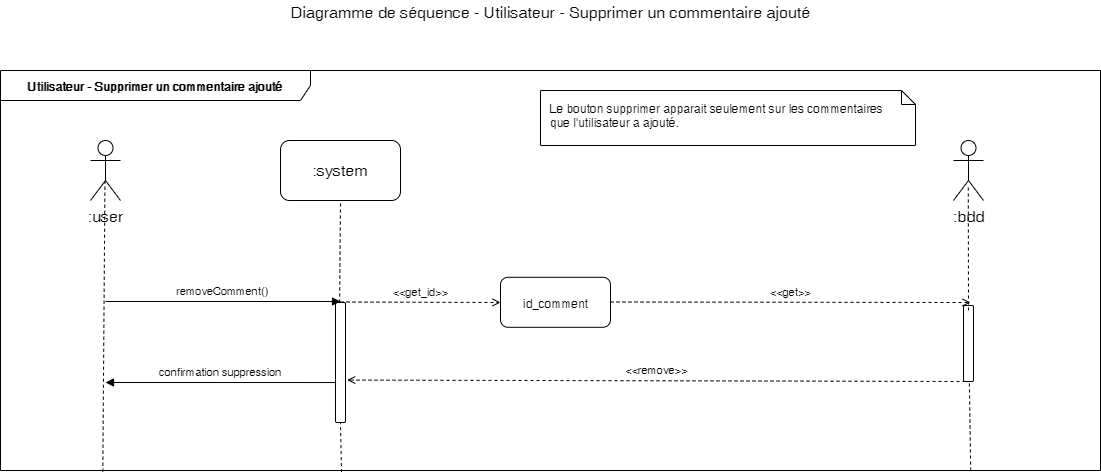 Diagramme de séquence - Utilisateur - Supprimer un commentaire ajouté
Utilisateur - Supprimer un commentaire ajouté
Le bouton supprimer apparait seulement sur les commentaires
que l'utilisateur a ajouté.
:system
:user
:bdd
removeComment()
<<get_id>>
id_comment
<<get>>
confirmation suppression
<<remove>>